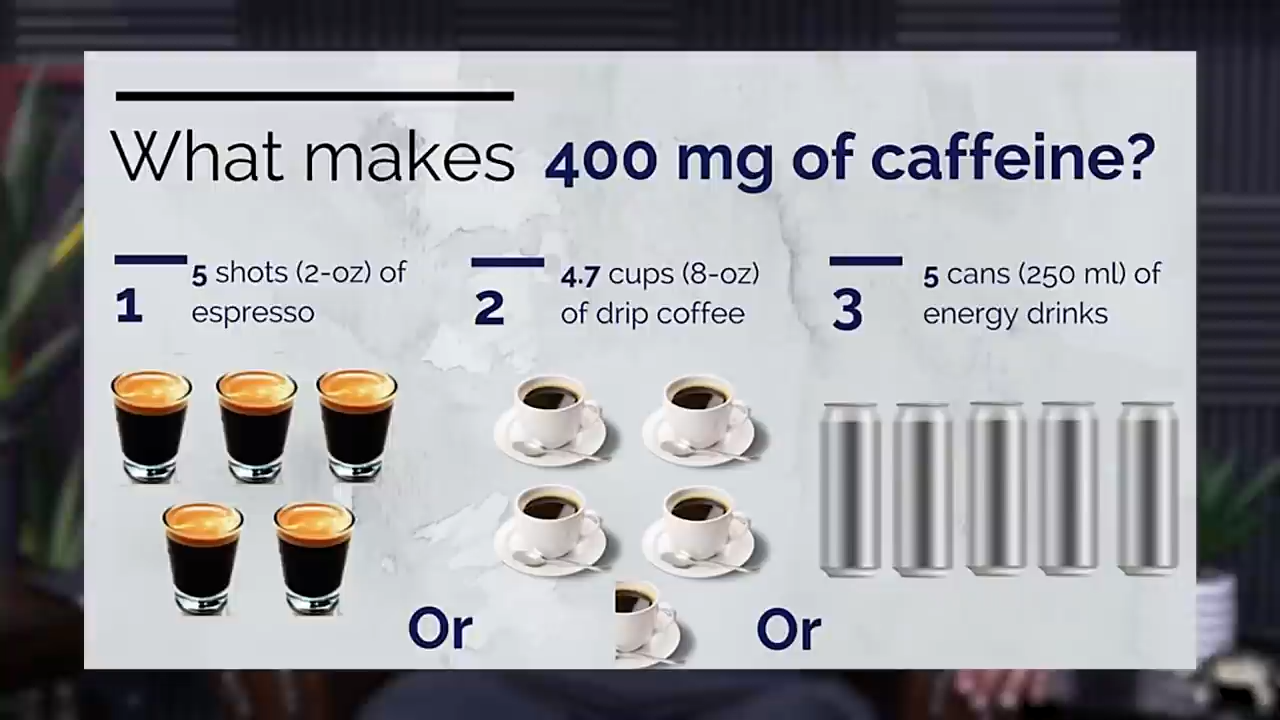 What makes 400 mg of caffeine?
1
5 shots (2-oz) of
espresso
2
4.7 cups (8-oz)
of drip coffee
3
5 cans (250 ml) of
energy drinks
Or
Or